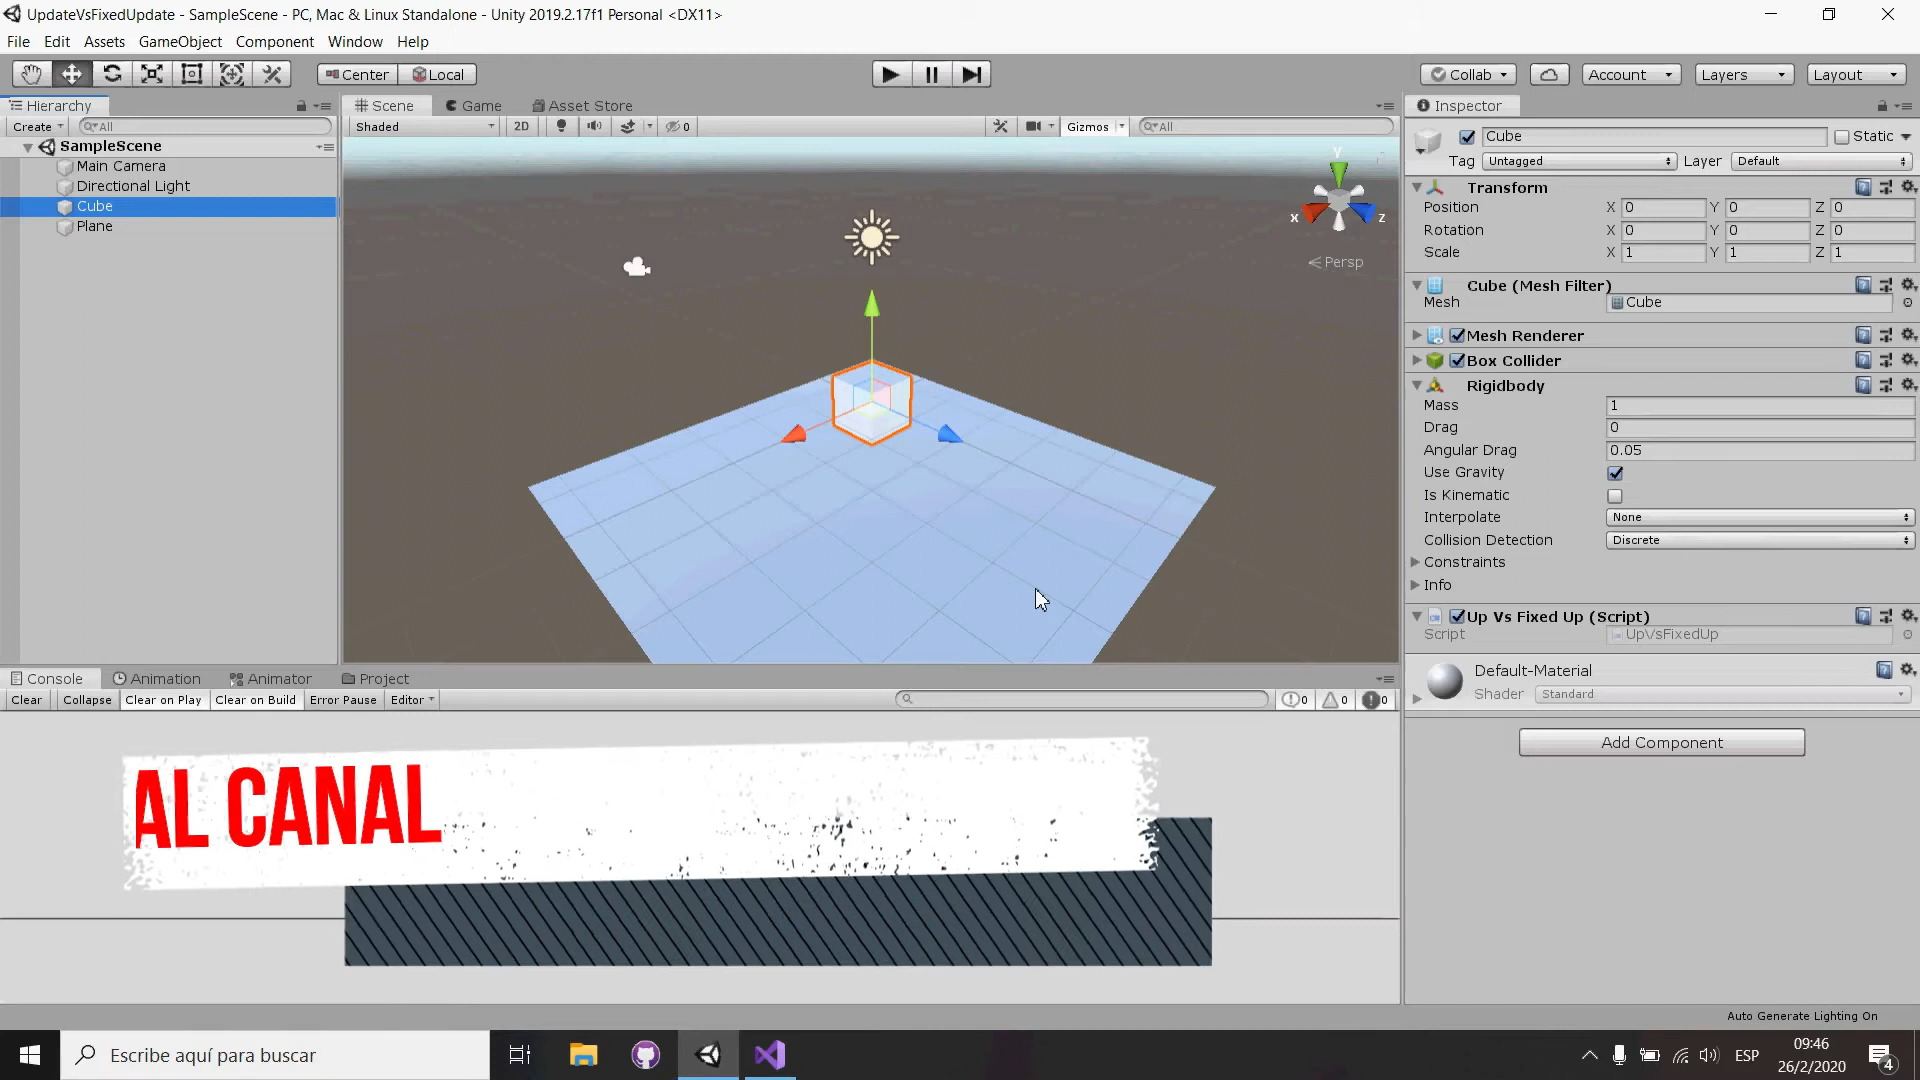 UpdateVsFixedUpdate - SampleScene - PC, Mac & Linux Standalone - Unity 2019.2.17f1 Personal <DX11>
File Edit Assets GameObject Component Window Help
Center Local Collab Account Layers Layout
Hierarchy Scene Game Asset Store Inspector
Create All Shaded 2D 0 Gizmos All
SampleScene
Main Camera
Directional Light
Cube
Plane
y
x
z
Persp
Cube Static
Tag Untagged Layer Default
Transform
Position X 0 Y 0 Z 0
Rotation X 0 Y 0 Z 0
Scale X 1 Y 1 Z 1
Cube (Mesh Filter)
Mesh Cube
Mesh Renderer
Box Collider
Rigidbody
Mass 1
Drag 0
Angular Drag 0.05
Use Gravity
Is Kinematic
Interpolate None
Collision Detection Discrete
Constraints
Info
Up Vs Fixed Up (Script)
Script UpVsFixedUp
Default-Material
Shader Standard
Add Component
Console Animation Animator Project
Clear Collapse Clear on Play Clear on Build Error Pause Editor 0 0 0
AL CANAL
Auto Generate Lighting On
Escribe aquí para buscar
ESP
09:46
26/2/2020
4